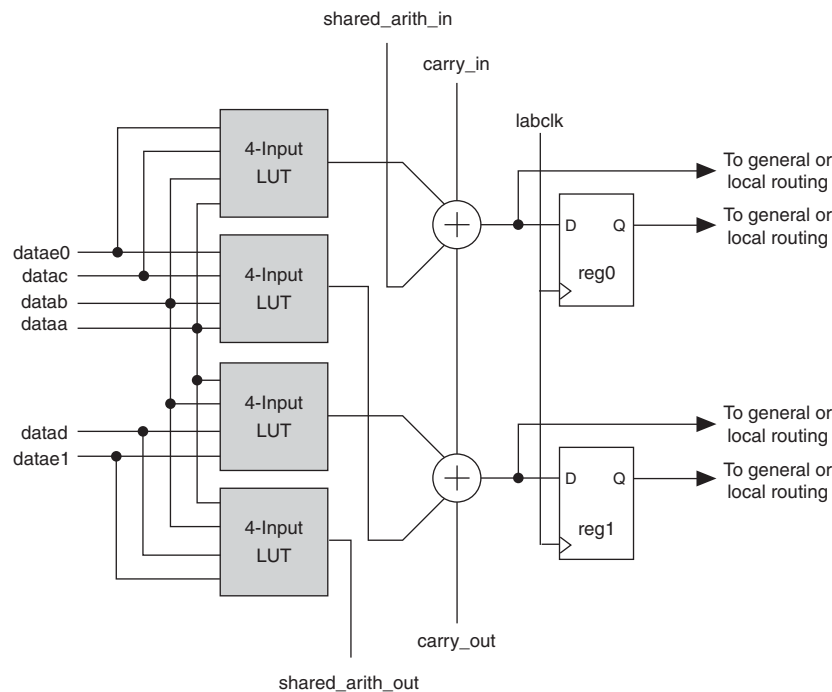 shared_arith_in
carry_in
labclk
4-Input
LUT
To general or
local routing
D Q
To general or
local routing
reg0
datae0
datac
datab
dataa
4-Input
LUT
4-Input
LUT
To general or
local routing
datad
datae1
D Q
To general or
local routing
reg1
4-Input
LUT
carry_out
shared_arith_out